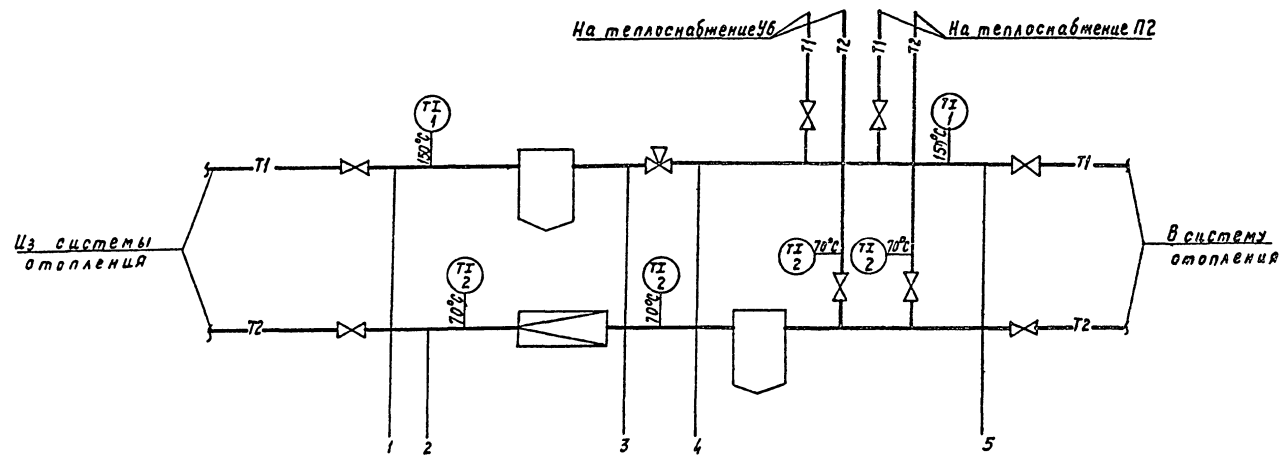 На теплоснабжение У6
На теплоснабжение П2
Т1
Т2
Т1
Т2
TI
1
150°С
TI
1
Т1
Т1
Из системы
отопления
В систему
отопления
TI
2
70°С
TI
2
70°С
TI
2
70°С
TI
2
70°С
Т2
Т2
1
2
3
4
5